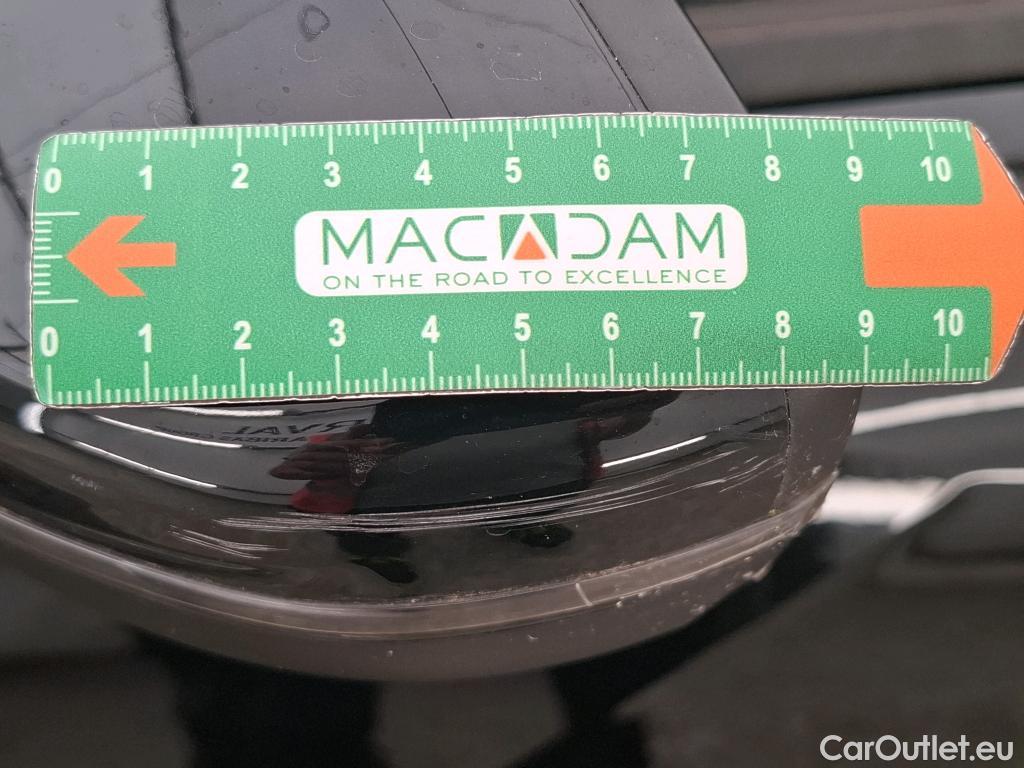 0 1 2 3 4 5 6 7 8 9 10
MACADAM
ON THE ROAD TO EXCELLENCE
0 1 2 3 4 5 6 7 8 9 10
CarOutlet.eu